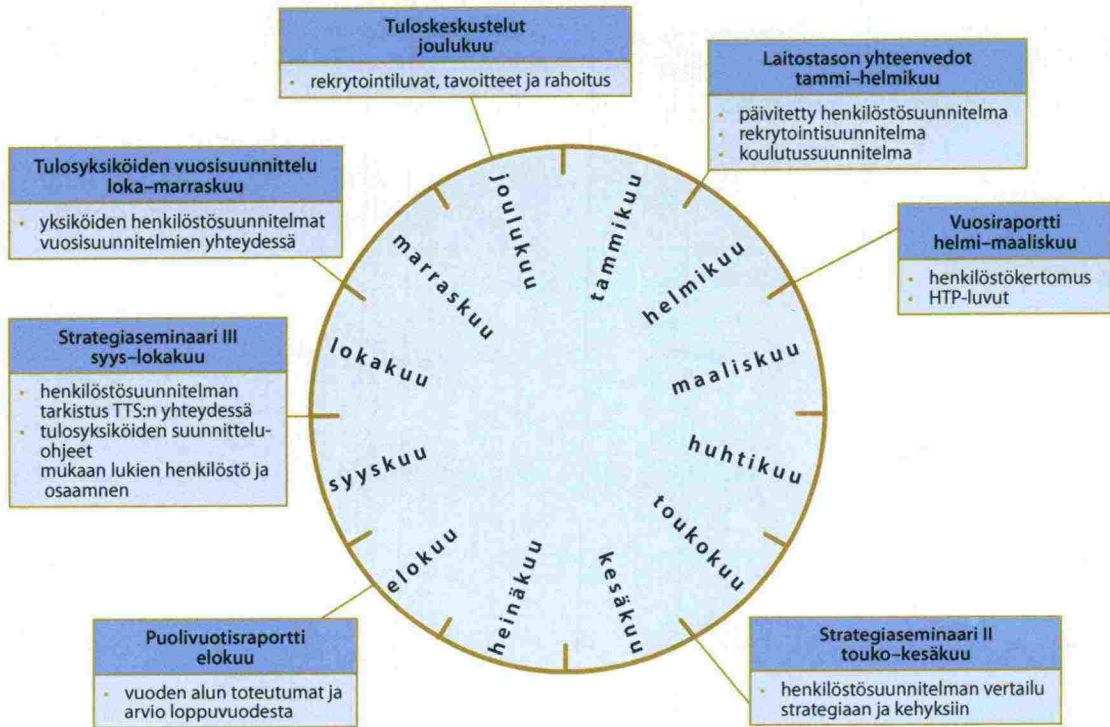 Tuloskeskustelut
joulukuu
• rekrytointiluvat, tavoitteet ja rahoitus
Laitostason yhteenvedot
tammi–helmikuu
• päivitetty henkilöstösuunnitelma
• rekrytointisuunnitelma
• koulutussuunnitelma
Vuosiraportti
helmi–maaliskuu
• henkilöstökertomus
• HTP-luvut
Strategiaseminaari II
touko–kesäkuu
• henkilöstösuunnitelman vertailu
strategiaan ja kehyksiin
Puolivuotisraportti
elokuu
• vuoden alun toteutumat ja
arvio loppuvuodesta
Strategiaseminaari III
syys–lokakuu
• henkilöstösuunnitelman
tarkistus TTS:n yhteydessä
• tulosyksiköiden suunnittelu-
ohjeet
mukaan lukien henkilöstö ja
osaamnen
Tulosyksiköiden vuosisuunnittelu
loka–marraskuu
• yksiköiden henkilöstösuunnitelmat
vuosisuunnitelmien yhteydessä
tammikuu
helmikuu
maaliskuu
huhtikuu
toukokuu
kesäkuu
heinäkuu
elokuu
syyskuu
lokakuu
marraskuu
joulukuu